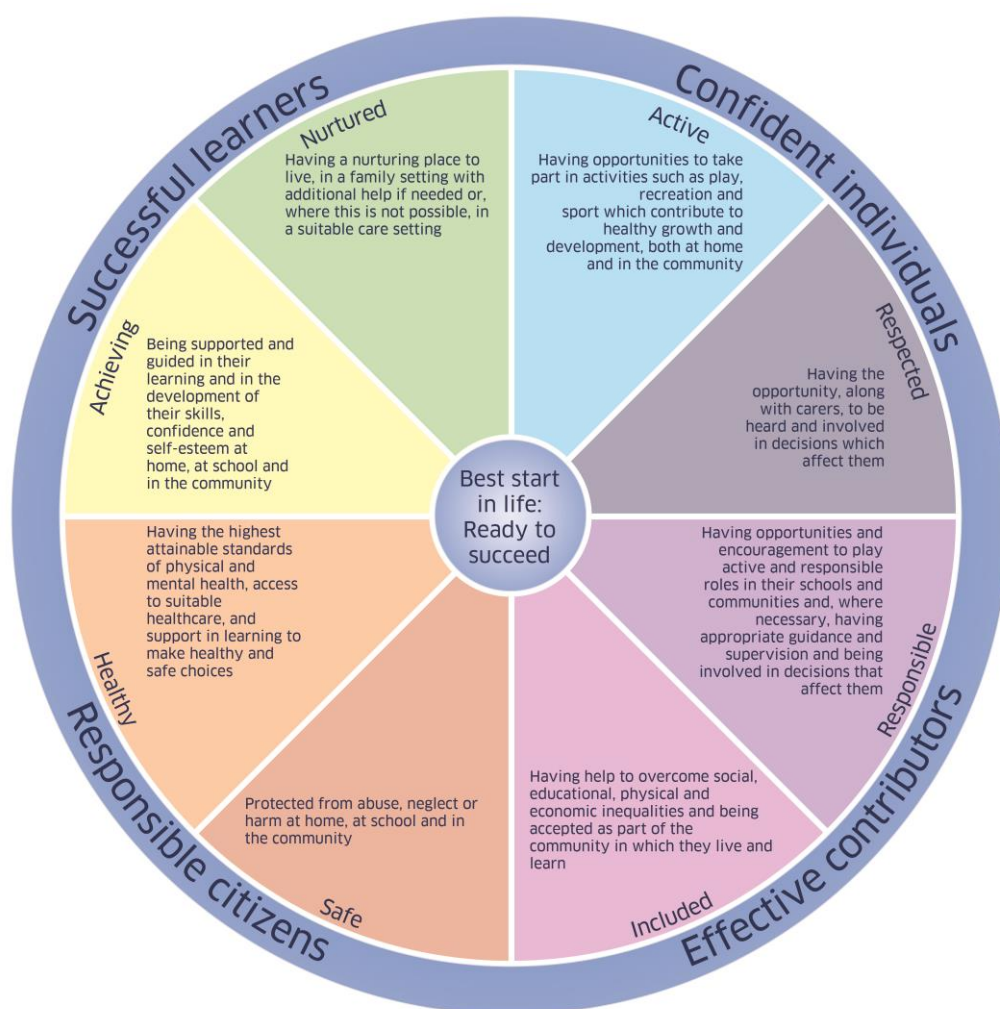 Successful learners
Confident individuals
Nurtured
Having a nurturing place to
live, in a family setting with
additional help if needed or,
where this is not possible, in
a suitable care setting
Active
Having opportunities to take
part in activities such as play,
recreation and
sport which contribute to
healthy growth and
development, both at home
and in the community
Achieving
Being supported and
guided in their
learning and in the
development of
their skills,
confidence and
self-esteem at
home, at school and
in the community
Respected
Having the
opportunity, along
with carers, to be
heard and involved
in decisions which
affect them
Best start
in life:
Ready to
succeed
Healthy
Having the highest
attainable standards
of physical and
mental health, access
to suitable
healthcare, and
support in learning to
make healthy and
safe choices
Responsible
Having opportunities and
encouragement to play
active and responsible
roles in their schools and
communities and, where
necessary, having
appropriate guidance and
supervision and being
involved in decisions that
affect them
Protected from abuse, neglect or
harm at home, at school and in
the community
Safe
Having help to overcome social,
educational, physical and
economic inequalities and being
accepted as part of the
community in which they live and
learn
Included
Responsible citizens
Effective contributors